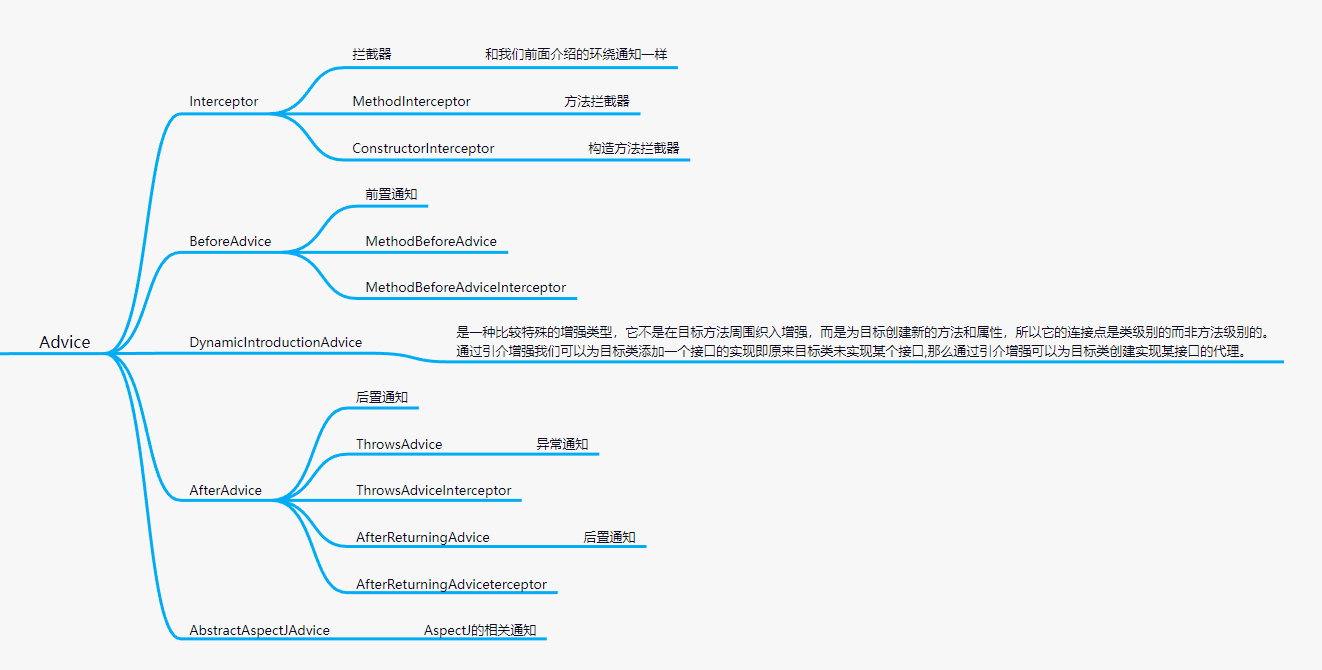 拦截器 和我们前面介绍的环绕通知一样
Interceptor
MethodInterceptor 方法拦截器
ConstructorInterceptor 构造方法拦截器
前置通知
BeforeAdvice
MethodBeforeAdvice
MethodBeforeAdviceInterceptor
Advice
DynamicIntroductionAdvice
是一种比较特殊的增强类型，它不是在目标方法周围织入增强，而是为目标创建新的方法和属性，所以它的连接点是类级别的而非方法级别的。
通过引介增强我们可以为目标类添加一个接口的实现即原来目标类未实现某个接口,那么通过引介增强可以为目标类创建实现某接口的代理。
后置通知
ThrowsAdvice 异常通知
AfterAdvice
ThrowsAdviceInterceptor
AfterReturningAdvice 后置通知
AfterReturningAdviceterceptor
AbstractAspectJAdvice AspectJ的相关通知